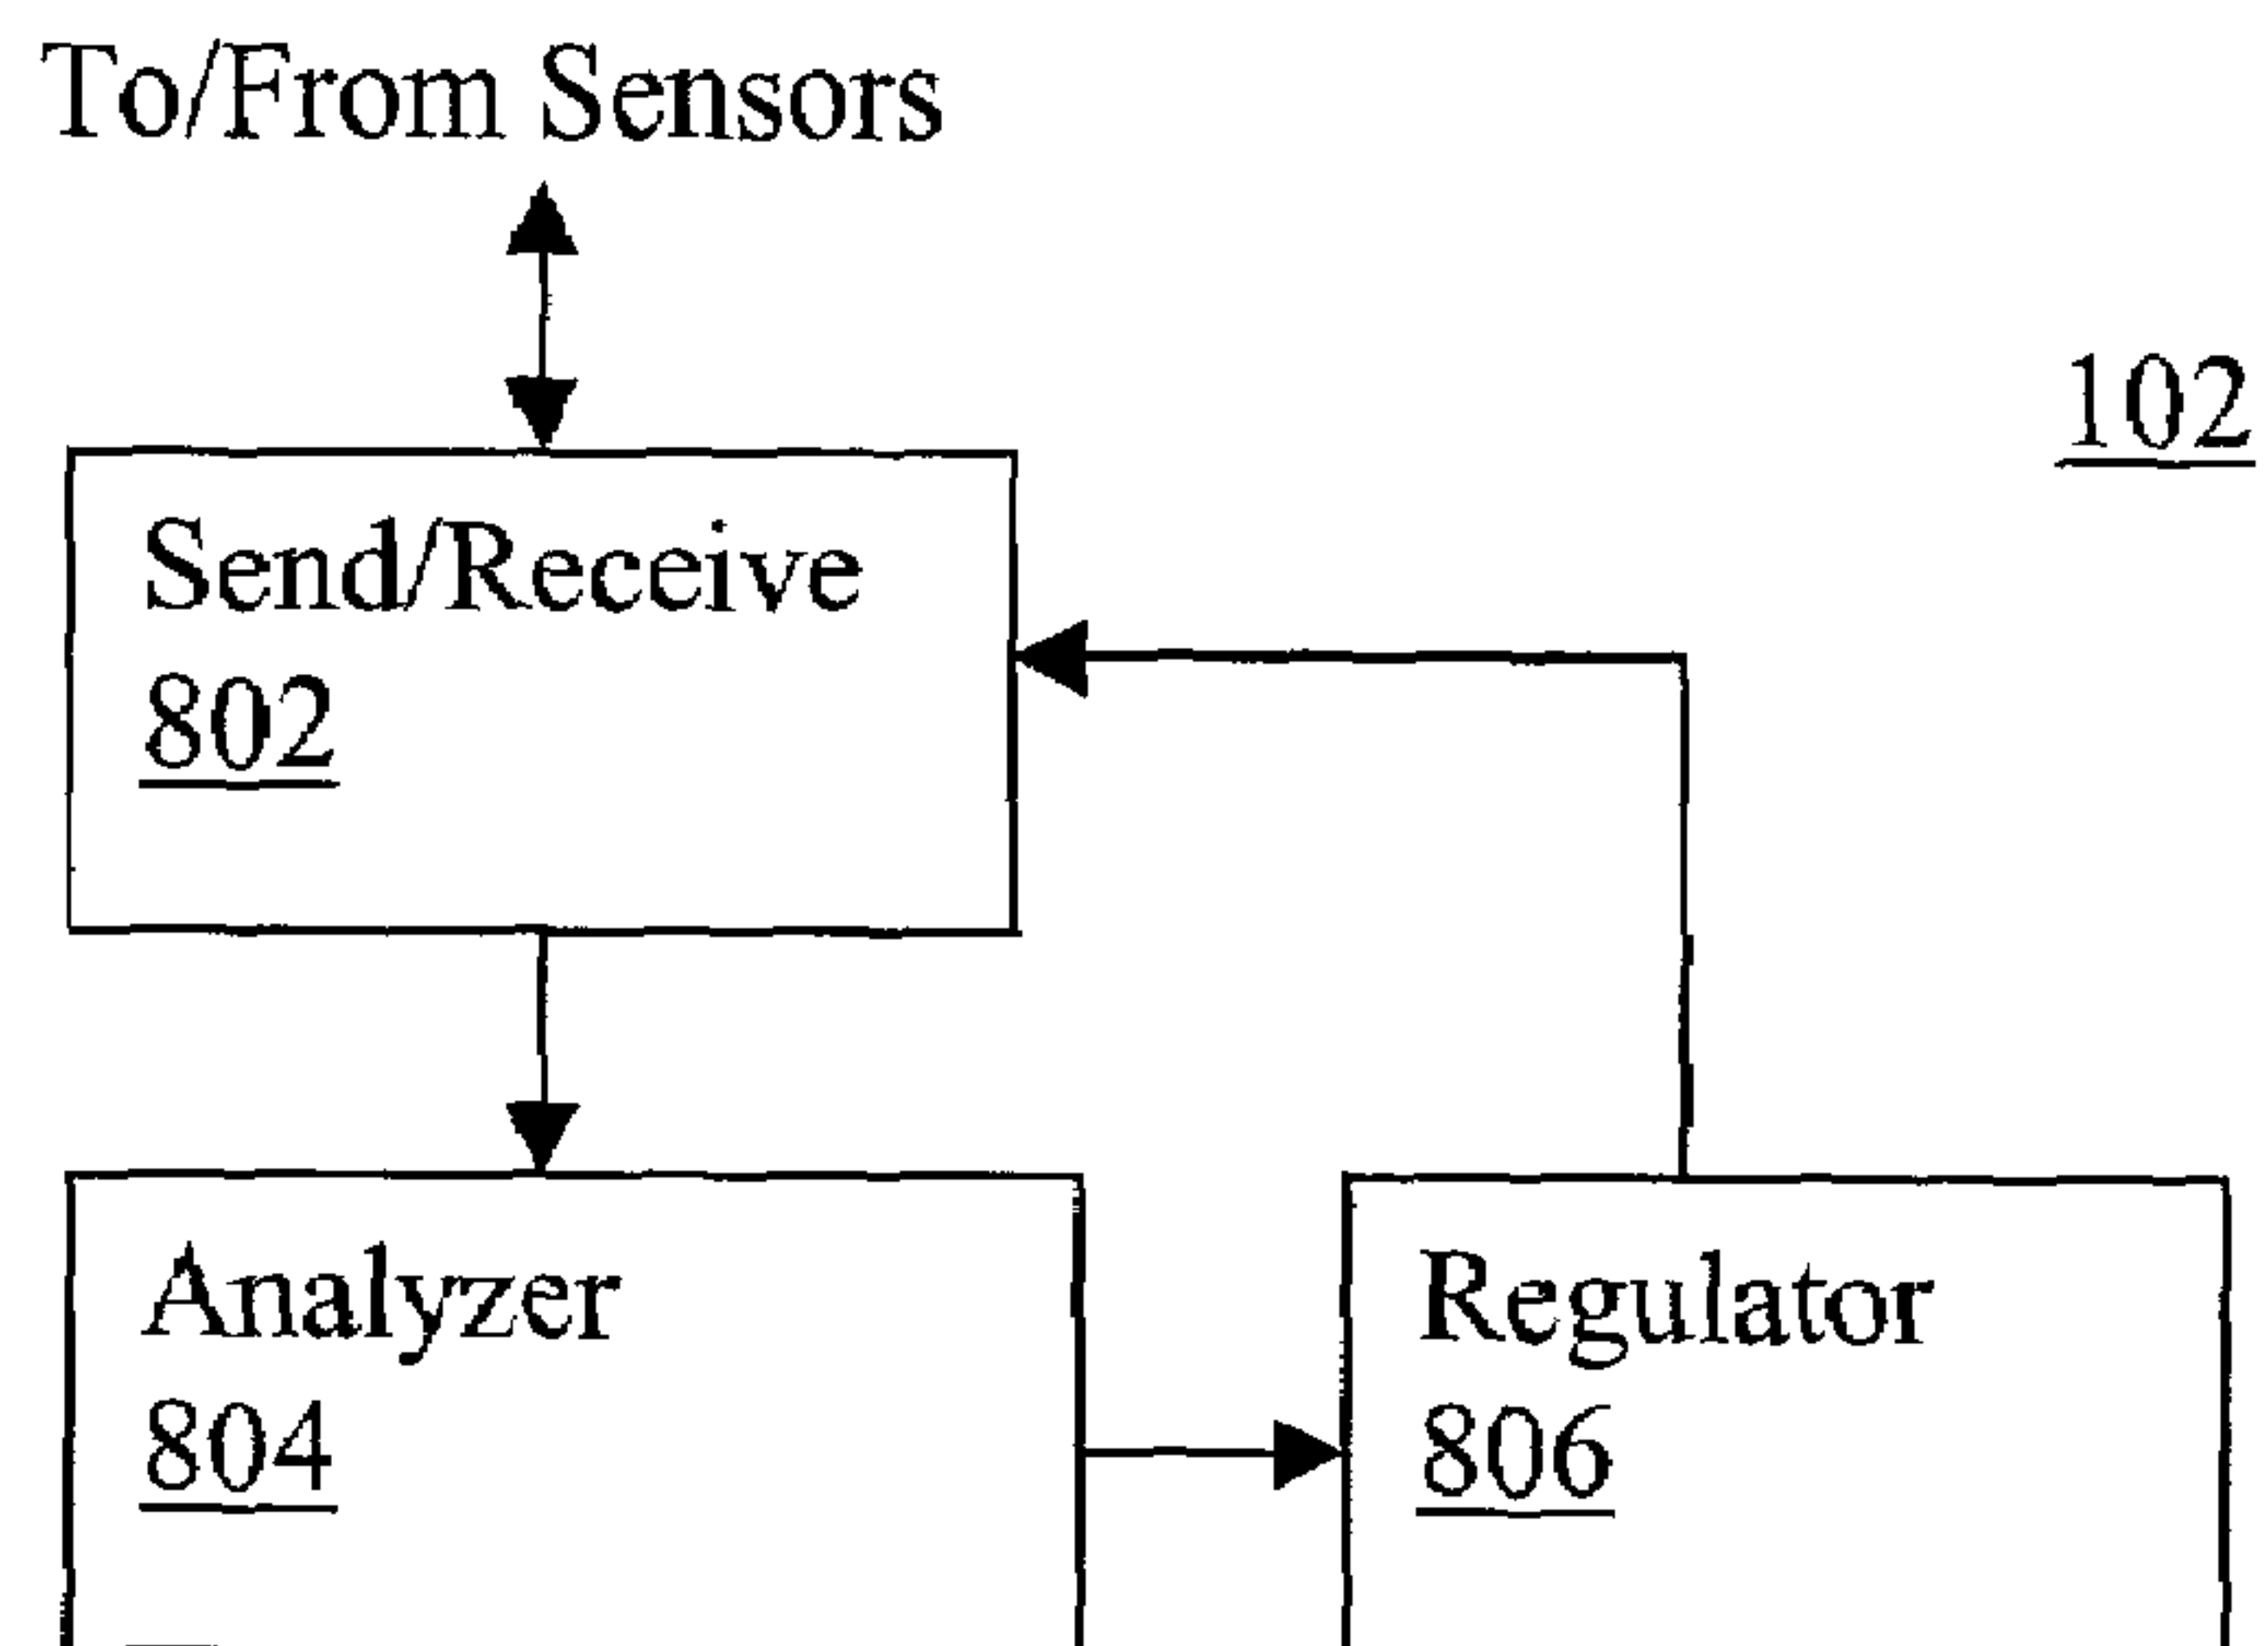 To/From Sensors
102
Send/Receive
802
Analyzer
804
Regulator
806